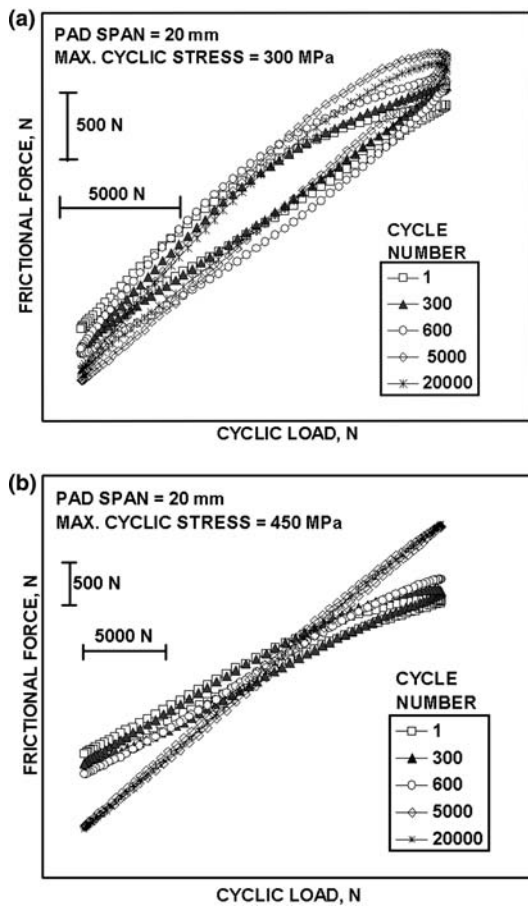 (a)
PAD SPAN = 20 mm
MAX. CYCLIC STRESS = 300 MPa
500 N
5000 N
FRICTIONAL FORCE, N
CYCLE
NUMBER
1
300
600
5000
20000
CYCLIC LOAD, N
(b)
PAD SPAN = 20 mm
MAX. CYCLIC STRESS = 450 MPa
500 N
5000 N
FRICTIONAL FORCE, N
CYCLE
NUMBER
1
300
600
5000
20000
CYCLIC LOAD, N